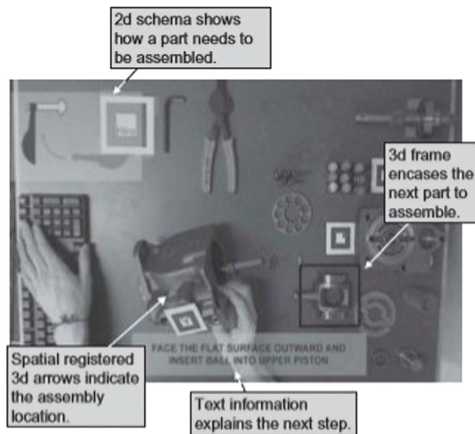 2d schema shows
how a part needs to
be assembled.
3d frame
encases the
next part to
assemble.
FACE THE FLAT SURFACE OUTWARD AND
INSERT BALL INTO UPPER PISTON
Spatial registered
3d arrows indicate
the assembly
location.
Text information
explains the next step.